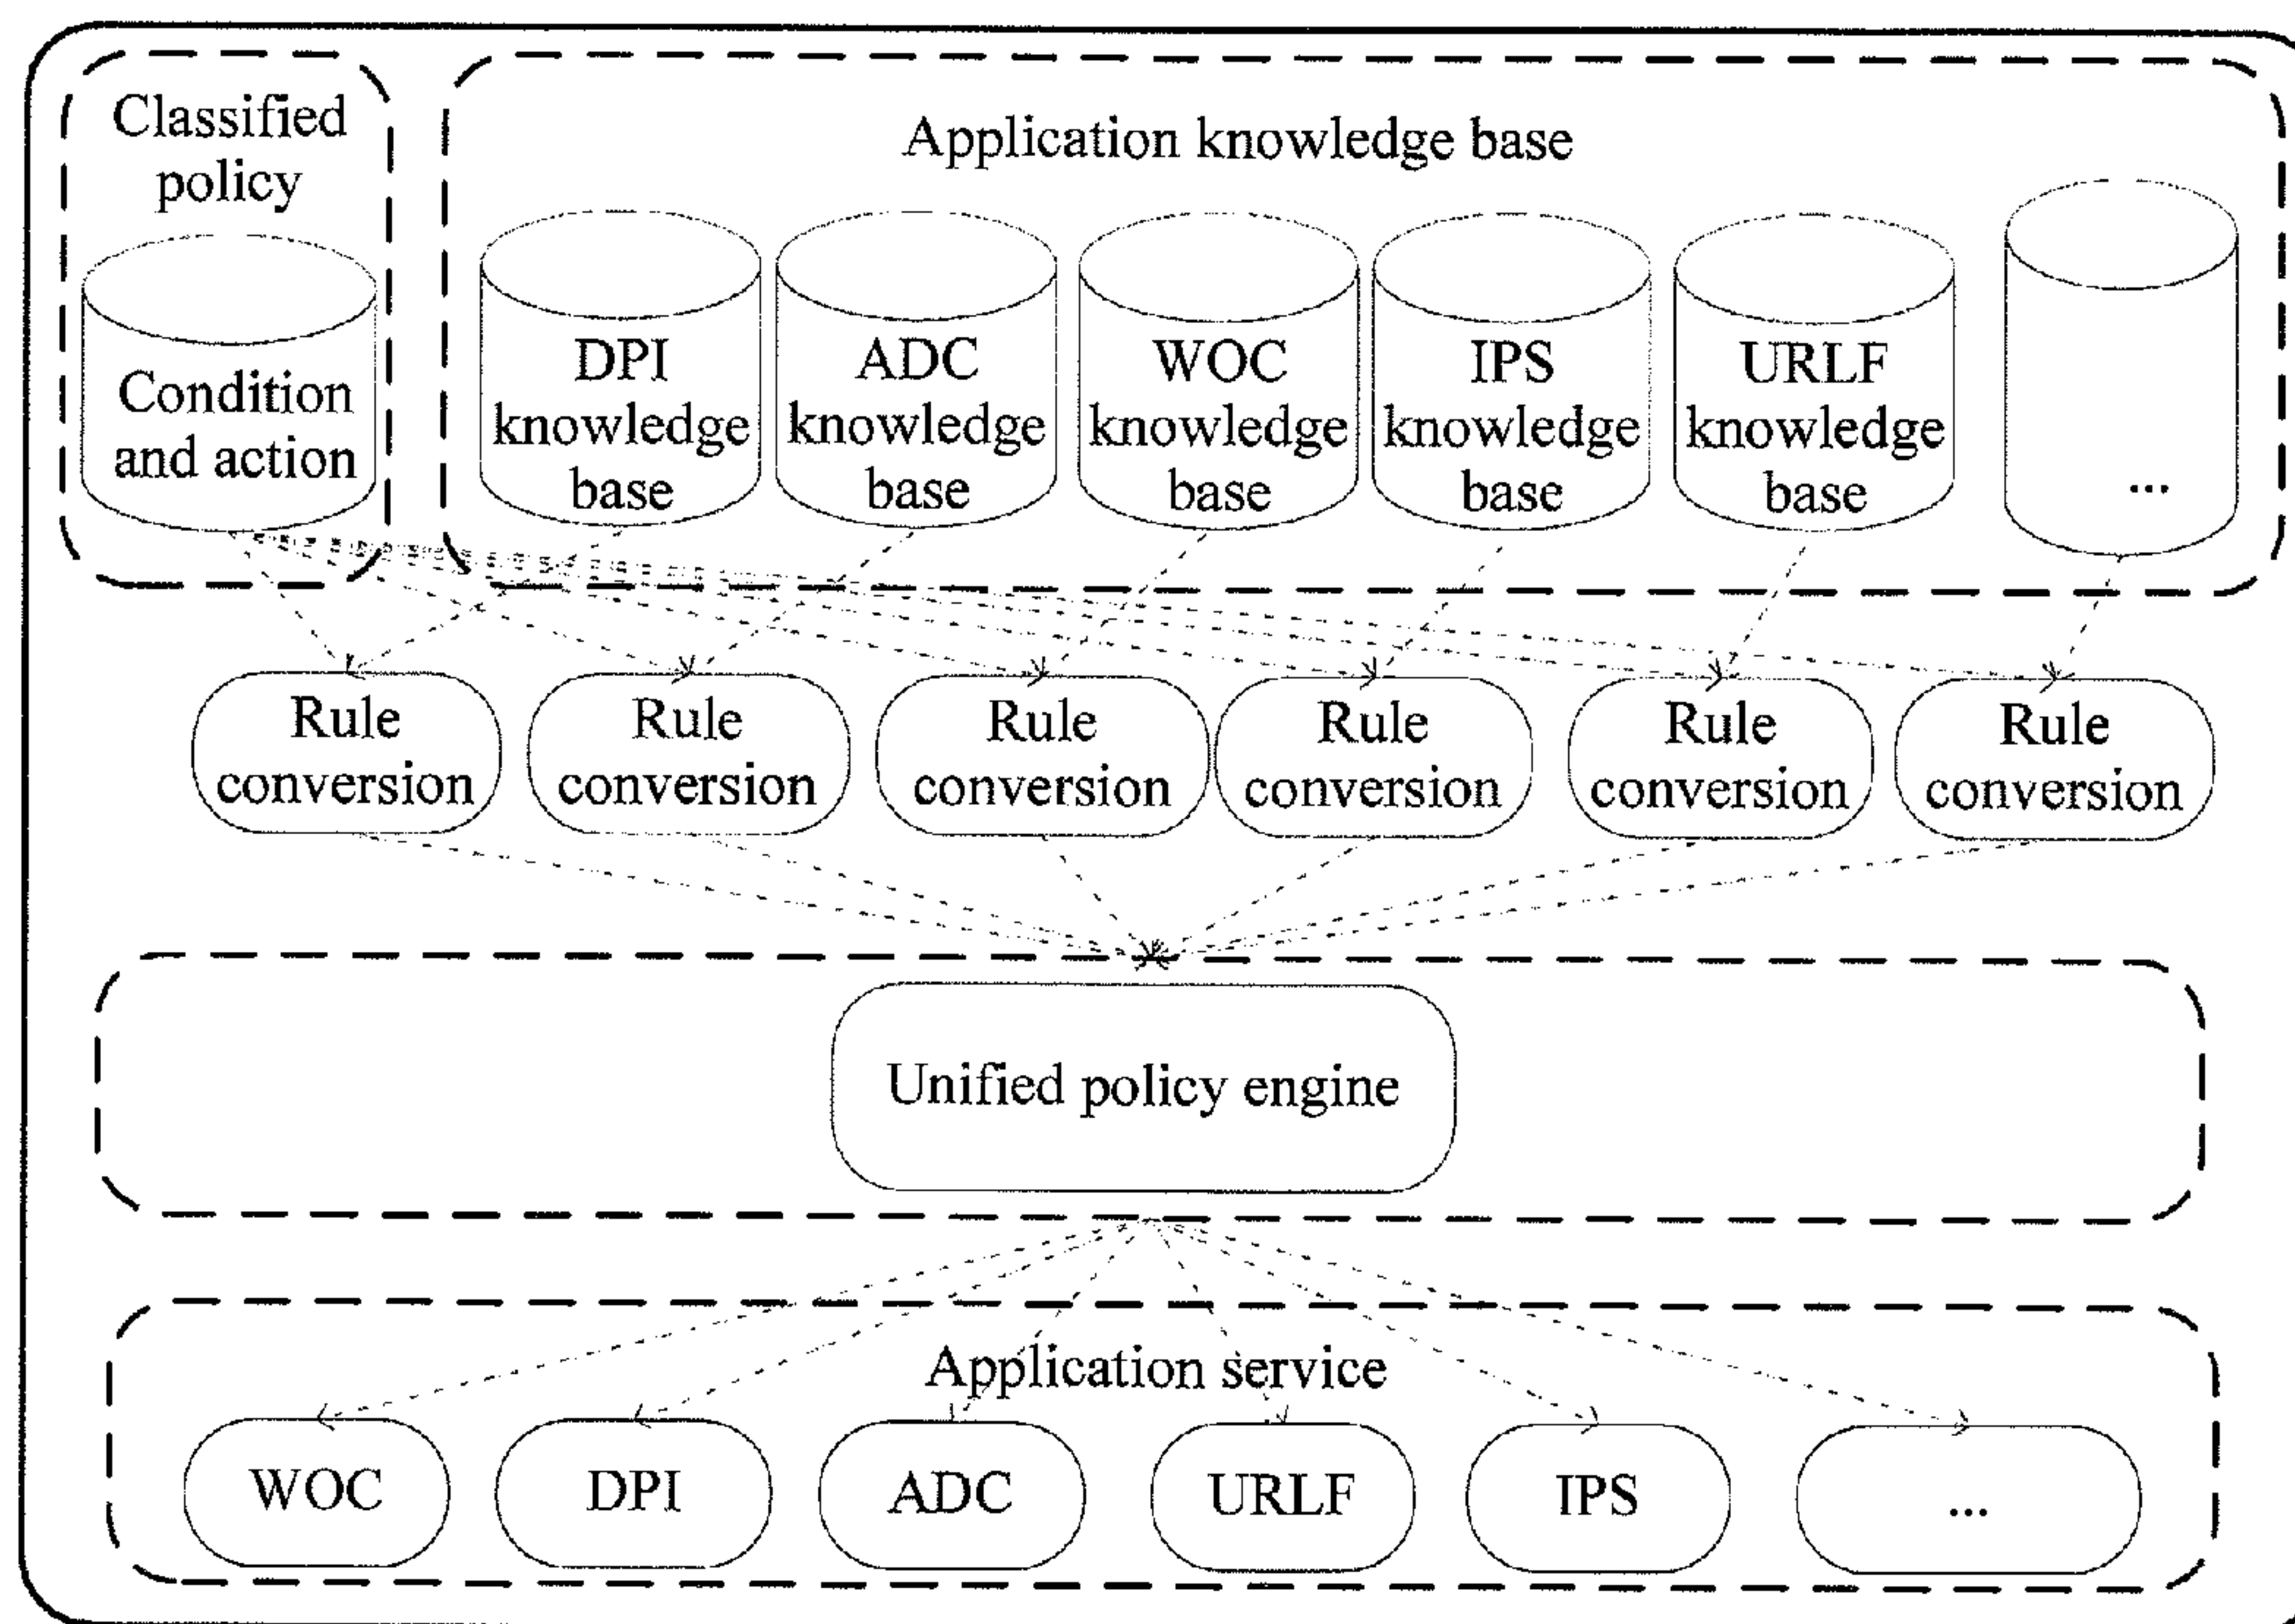 Classified
policy
Application knowledge base
Condition
and action
DPI
knowledge
base
ADC
knowledge
base
WOC
knowledge
base
IPS
knowledge
base
URLF
knowledge
base
...
Rule
conversion
Rule
conversion
Rule
conversion
Rule
conversion
Rule
conversion
Rule
conversion
Unified policy engine
Application service
WOC
DPI
ADC
URLF
IPS
...